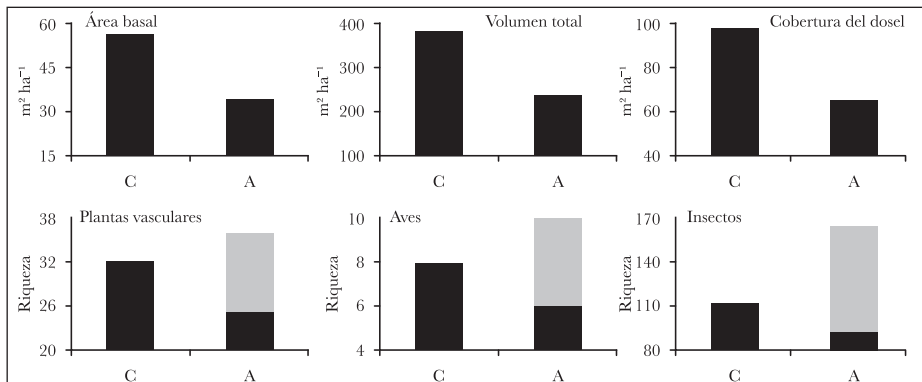 Área basal
60
45
30
15
m² ha⁻¹
C A
Volumen total
400
300
200
100
m² ha⁻¹
C A
Cobertura del dosel
100
80
60
40
m² ha⁻¹
C A
Plantas vasculares
38
32
26
20
Riqueza
C A
Aves
10
8
6
4
Riqueza
C A
Insectos
170
140
110
80
Riqueza
C A